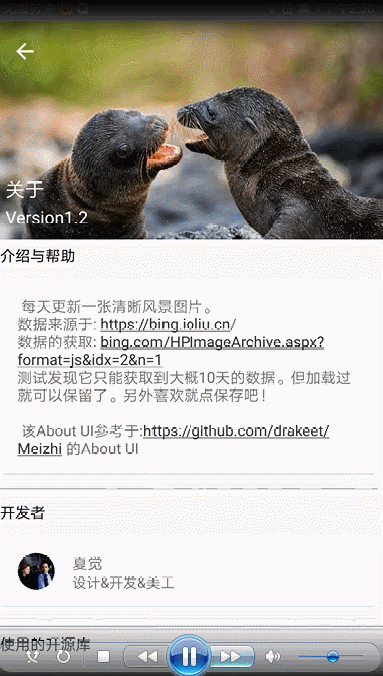 关于
Version1.2
介绍与帮助
每天更新一张清晰风景图片。
数据来源于: https://bing.ioliu.cn/
数据的获取: bing.com/HPImageArchive.aspx?
format=js&idx=2&n=1
测试发现它只能获取到大概10天的数据。但加载过
就可以保留了。另外喜欢就点保存吧！
该About UI参考于:https://github.com/drakeet/
Meizhi 的About UI
开发者
夏觉
设计&开发&美工
使用的开源库